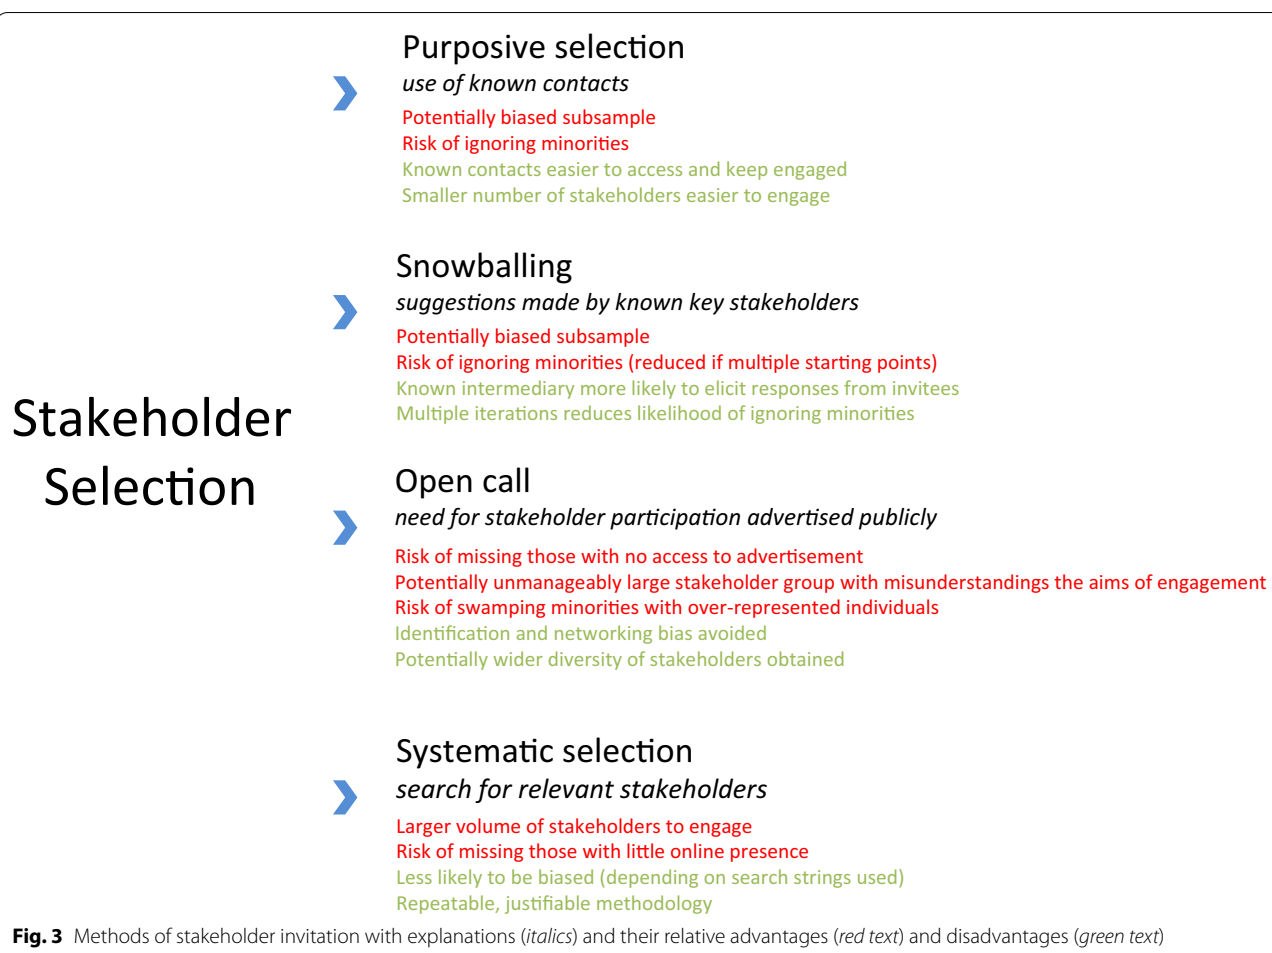 Stakeholder
Selection
Purposive selection
use of known contacts
Potentially biased subsample
Risk of ignoring minorities
Known contacts easier to access and keep engaged
Smaller number of stakeholders easier to engage
Snowballing
suggestions made by known key stakeholders
Potentially biased subsample
Risk of ignoring minorities (reduced if multiple starting points)
Known intermediary more likely to elicit responses from invitees
Multiple iterations reduces likelihood of ignoring minorities
Open call
need for stakeholder participation advertised publicly
Risk of missing those with no access to advertisement
Potentially unmanageably large stakeholder group with misunderstandings the aims of engagement
Risk of swamping minorities with over-represented individuals
Identification and networking bias avoided
Potentially wider diversity of stakeholders obtained
Systematic selection
search for relevant stakeholders
Larger volume of stakeholders to engage
Risk of missing those with little online presence
Less likely to be biased (depending on search strings used)
Repeatable, justifiable methodology
Fig. 3 Methods of stakeholder invitation with explanations (italics) and their relative advantages (red text) and disadvantages (green text)